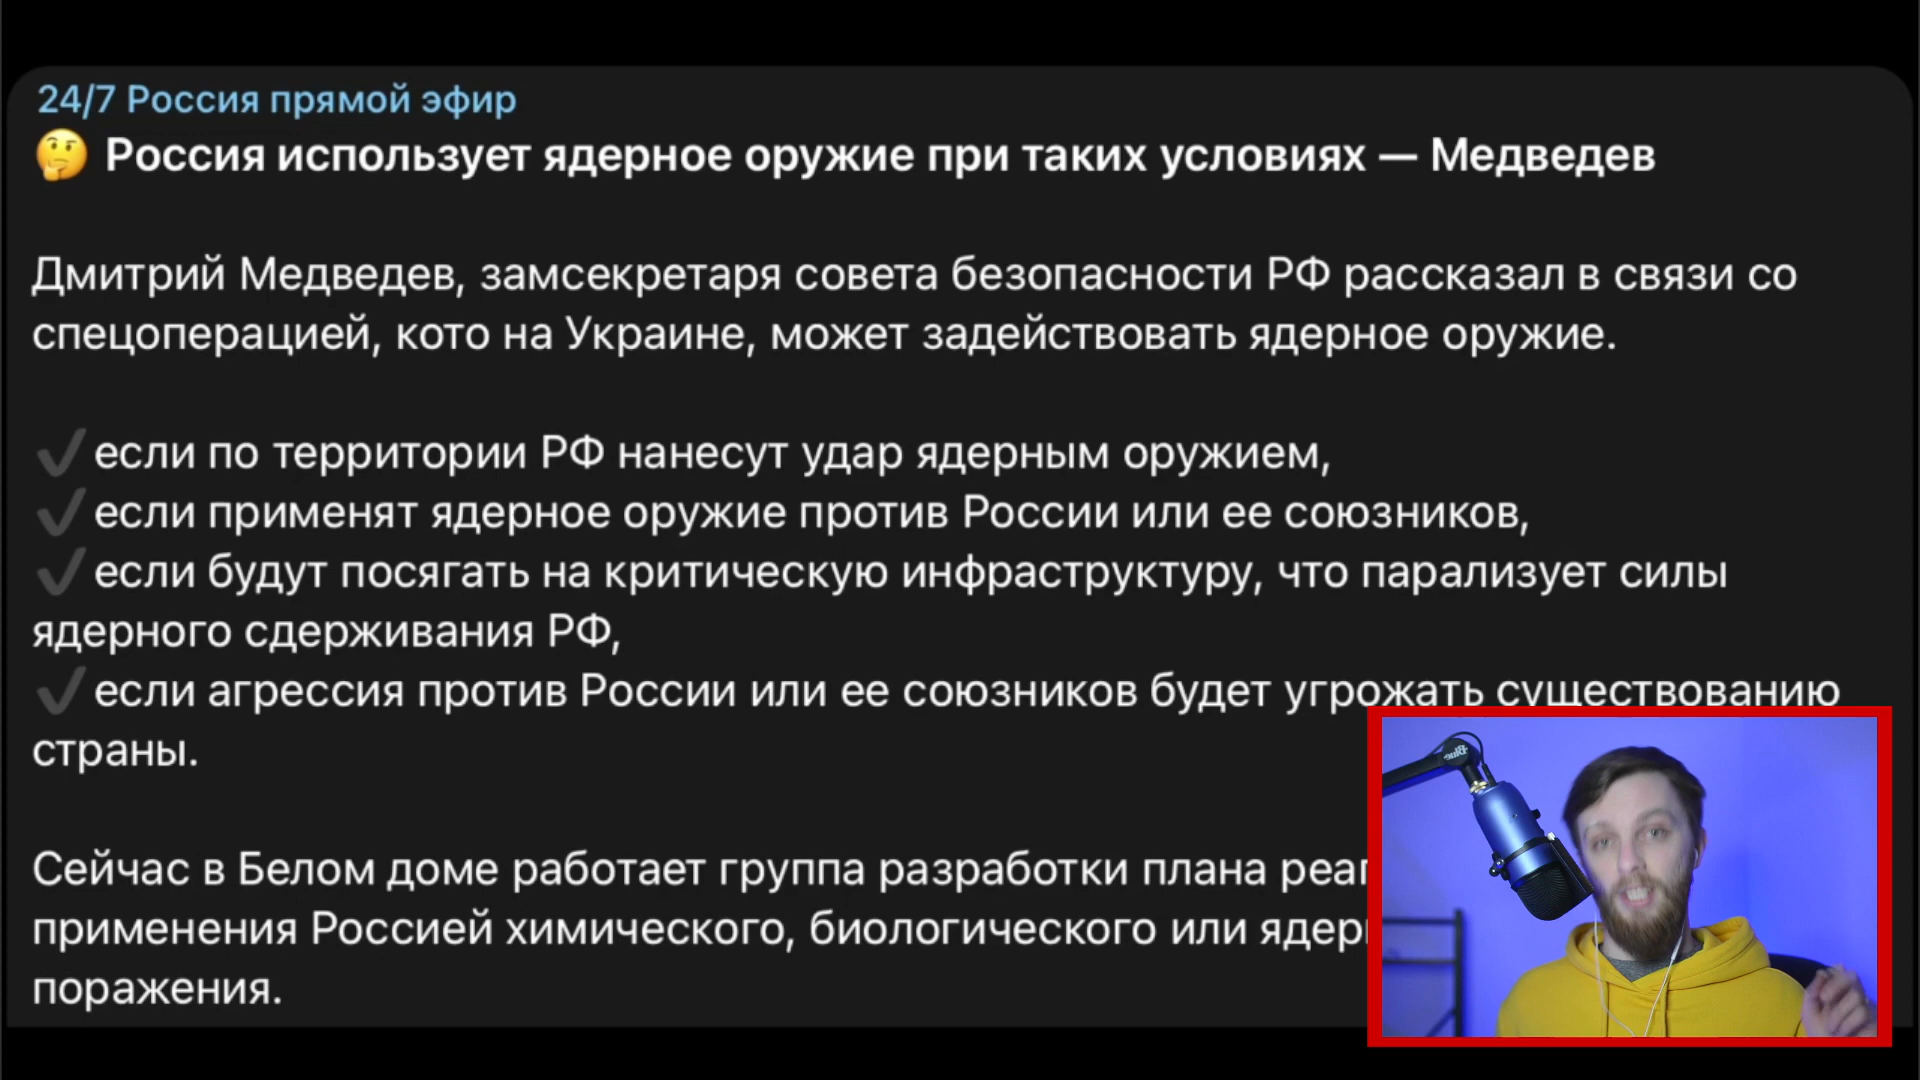 24/7 Россия прямой эфир
🤔 Россия использует ядерное оружие при таких условиях — Медведев
Дмитрий Медведев, замсекретаря совета безопасности РФ рассказал в связи со
спецоперацией, кото на Украине, может задействовать ядерное оружие.
✔️если по территории РФ нанесут удар ядерным оружием,
✔️если применят ядерное оружие против России или ее союзников,
✔️если будут посягать на критическую инфраструктуру, что парализует силы
ядерного сдерживания РФ,
✔️если агрессия против России или ее союзников будет угрожать существованию
страны.
Сейчас в Белом доме работает группа разработки плана
применения Россией химического, биологического или
поражения.